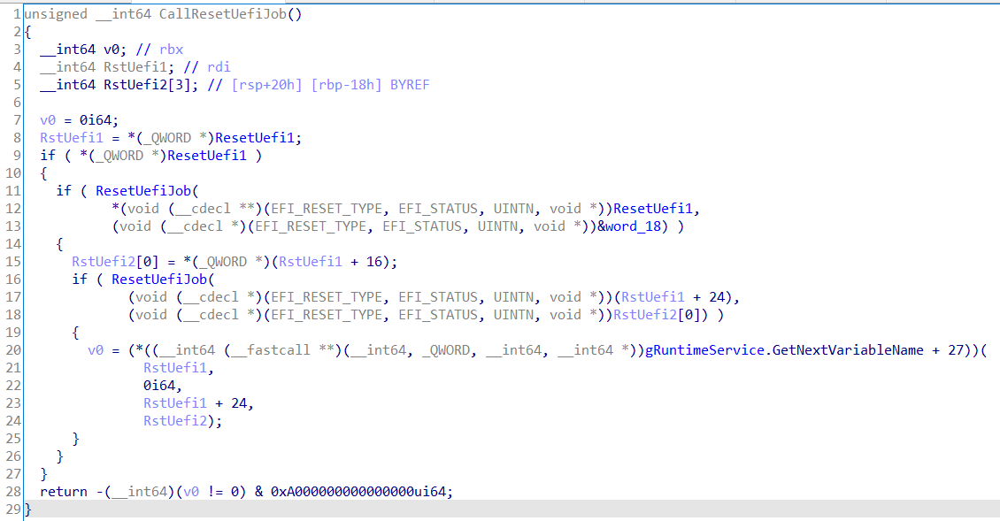 1 unsigned __int64 CallResetUefiJob()
2 {
3   __int64 v0; // rbx
4   __int64 RstUefi1; // rdi
5   __int64 RstUefi2[3]; // [rsp+20h] [rbp-18h] BYREF
6
7   v0 = 0i64;
8   RstUefi1 = *(_QWORD *)ResetUefi1;
9   if ( *(_QWORD *)ResetUefi1 )
10   {
11     if ( ResetUefiJob(
12            *(void (__cdecl **)(EFI_RESET_TYPE, EFI_STATUS, UINTN, void *))ResetUefi1,
13            (void (__cdecl *)(EFI_RESET_TYPE, EFI_STATUS, UINTN, void *))&word_18) )
14     {
15       RstUefi2[0] = *(_QWORD *)(RstUefi1 + 16);
16       if ( ResetUefiJob(
17              (void (__cdecl *)(EFI_RESET_TYPE, EFI_STATUS, UINTN, void *))(RstUefi1 + 24),
18              (void (__cdecl *)(EFI_RESET_TYPE, EFI_STATUS, UINTN, void *))RstUefi2[0]) )
19       {
20         v0 = (*((__int64 (__fastcall **)(__int64, _QWORD, __int64, __int64 *))gRuntimeService.GetNextVariableName + 27))(
21                RstUefi1,
22                0i64,
23                RstUefi1 + 24,
24                RstUefi2);
25       }
26     }
27   }
28   return -(__int64)(v0 != 0) & 0xA000000000000000ui64;
29 }